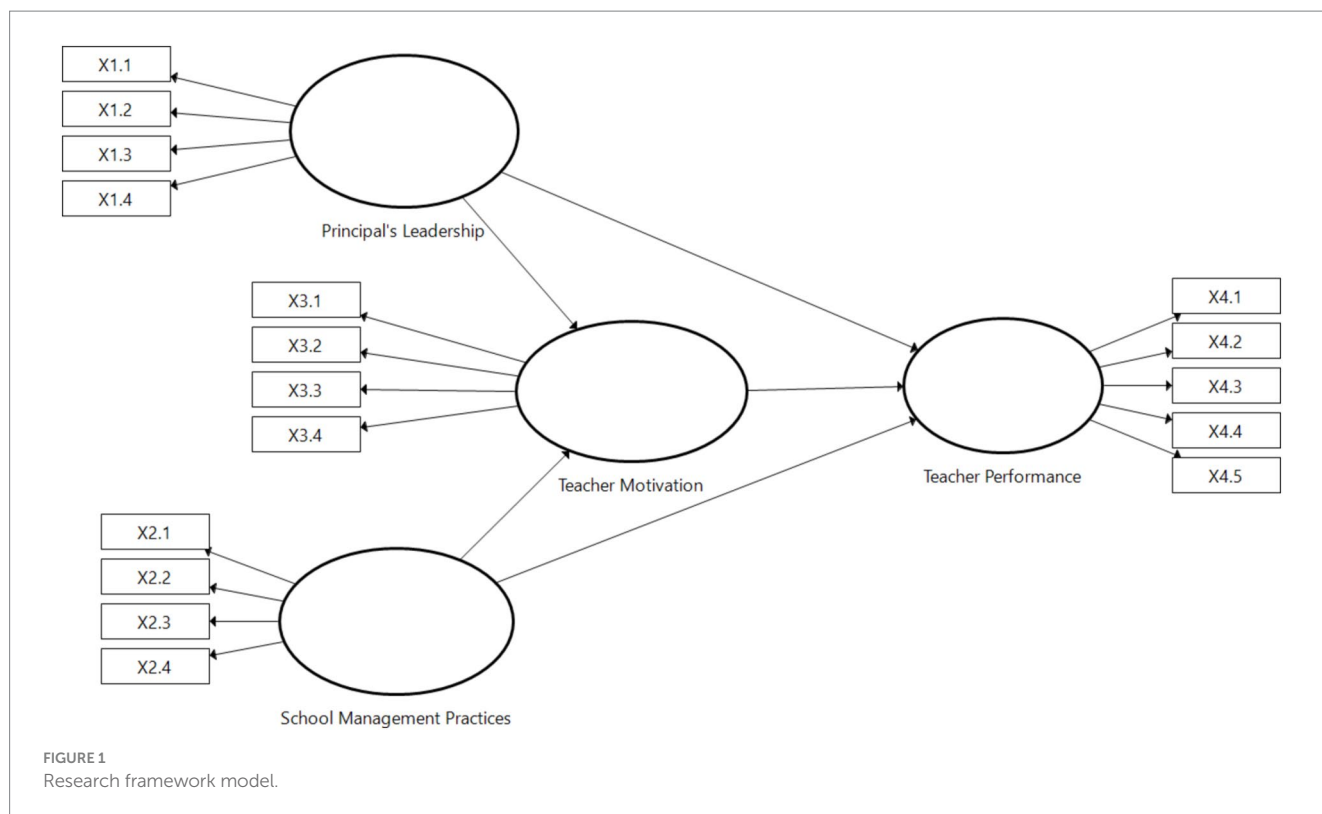 X1.1
X1.2
X1.3
X1.4
Principal's Leadership
X3.1
X3.2
X3.3
X3.4
Teacher Motivation
X4.1
X4.2
X4.3
X4.4
X4.5
Teacher Performance
X2.1
X2.2
X2.3
X2.4
School Management Practices
FIGURE 1
Research framework model.